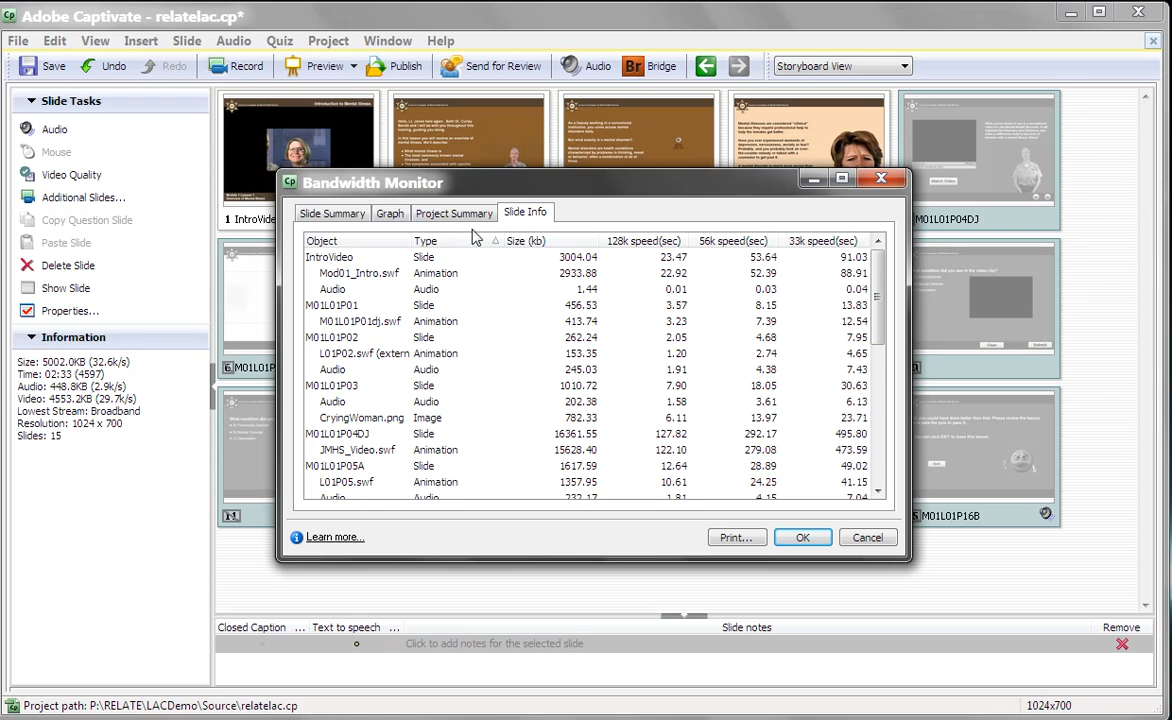 Adobe Captivate - relatelac.cp*
File Edit View Insert Slide Audio Quiz Project Window Help
Save Undo Redo Record Preview Publish Send for Review Audio Br Bridge Storyboard View
Slide Tasks
Audio
Mouse
Video Quality
Additional Slides...
Copy Question Slide
Paste Slide
Delete Slide
Show Slide
Properties...
Information
Size: 5002.0KB (32.6k/s)
Time: 02:33 (4597)
Audio: 448.8KB (2.9k/s)
Video: 4553.2KB (29.7k/s)
Lowest Stream: Broadband
Resolution: 1024 x 700
Slides: 15
Introduction to Mental Illness
1 IntroVideo
M01L01P04DJ
6 M01L01P
M01L01P16B
Bandwidth Monitor
Slide Summary Graph Project Summary Slide Info
Object Type Size (kb) 128k speed(sec) 56k speed(sec) 33k speed(sec)
IntroVideo Slide 3004.04 23.47 53.64 91.03
Mod01_Intro.swf Animation 2933.88 22.92 52.39 88.91
Audio Audio 1.44 0.01 0.03 0.04
M01L01P01 Slide 456.53 3.57 8.15 13.83
M01L01P01dj.swf Animation 413.74 3.23 7.39 12.54
M01L01P02 Slide 262.24 2.05 4.68 7.95
L01P02.swf (extern Animation 153.35 1.20 2.74 4.65
Audio Audio 245.03 1.91 4.38 7.43
M01L01P03 Slide 1010.72 7.90 18.05 30.63
Audio Audio 202.38 1.58 3.61 6.13
CryingWoman.png Image 782.33 6.11 13.97 23.71
M01L01P04DJ Slide 16361.55 127.82 292.17 495.80
JMHS_Video.swf Animation 15628.40 122.10 279.08 473.59
M01L01P05A Slide 1617.59 12.64 28.89 49.02
L01P05.swf Animation 1357.95 10.61 24.25 41.15
Audio Audio 232.17 1.81 4.15 7.04
Learn more... Print... OK Cancel
Closed Caption ... Text to speech ... Slide notes Remove
Click to add notes for the selected slide
Project path: P:\RELATE\LACDemo\Source\relatelac.cp 1024x700